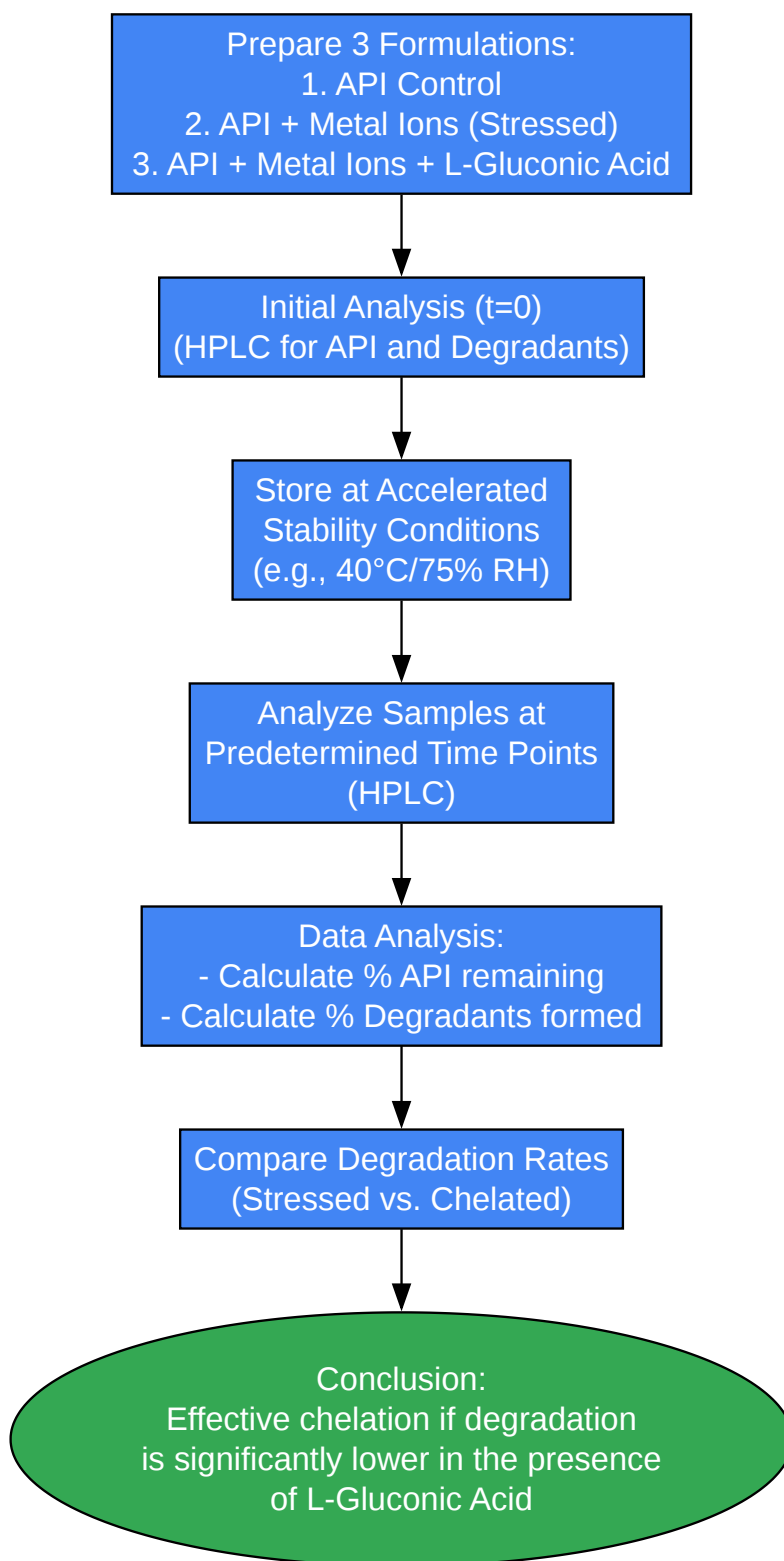 Prepare 3 Formulations:
1. API Control
2. API + Metal Ions (Stressed)
3. API + Metal Ions + L-Gluconic Acid
Initial Analysis (t=0)
(HPLC for API and Degradants)
Store at Accelerated
Stability Conditions
(e.g., 40°C/75% RH)
Analyze Samples at
Predetermined Time Points
(HPLC)
Data Analysis:
- Calculate % API remaining
- Calculate % Degradants formed
Compare Degradation Rates
(Stressed vs. Chelated)
Conclusion:
Effective chelation if degradation
is significantly lower in the presence
of L-Gluconic Acid